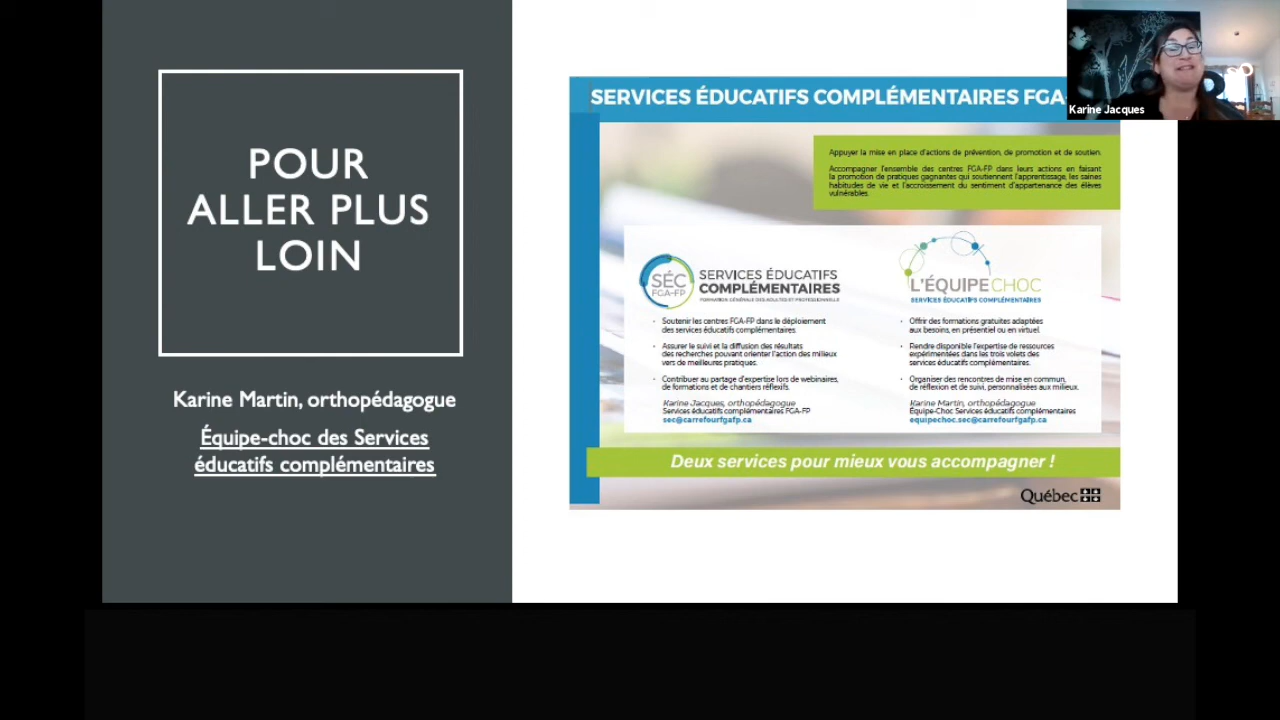 POUR
ALLER PLUS
LOIN
Karine Martin, orthopédagogue
Équipe-choc des Services
éducatifs complémentaires
SERVICES ÉDUCATIFS COMPLÉMENTAIRES FGA-
Karine Jacques
Appuyer la mise en place d'actions de prévention, de promotion et de soutien.
Accompagner l'ensemble des centres FGA-FP dans leurs actions en faisant
la promotion de pratiques gagnantes qui soutiennent l'apprentissage, les saines
habitudes de vie et l'accroissement du sentiment d'appartenance des élèves
vulnérables.
SÉC
FGA-FP
SERVICES ÉDUCATIFS
COMPLÉMENTAIRES
FORMATION GÉNÉRALE DES ADULTES ET PROFESSIONNELLE
· Soutenir les centres FGA-FP dans le déploiement
des services éducatifs complémentaires.
· Assurer le suivi et la diffusion des résultats
des recherches pouvant orienter l'action des milieux
vers de meilleures pratiques.
· Contribuer au partage d'expertise lors de webinaires,
de formations et de chantiers réflexifs.
Karine Jacques, orthopédagogue
Services éducatifs complémentaires FGA-FP
sec@carrefourfgafp.ca
L'ÉQUIPECHOC
SERVICES ÉDUCATIFS COMPLÉMENTAIRES
· Offrir des formations gratuites adaptées
aux besoins, en présentiel ou en virtuel.
· Rendre disponible l'expertise de ressources
expérimentées dans les trois volets des
services éducatifs complémentaires.
· Organiser des rencontres de mise en commun,
de réflexion et de suivi, personnalisées aux milieux.
Karine Martin, orthopédagogue
Équipe-Choc Services éducatifs complémentaires
equipechoc.sec@carrefourfgafp.ca
Deux services pour mieux vous accompagner !
Québec